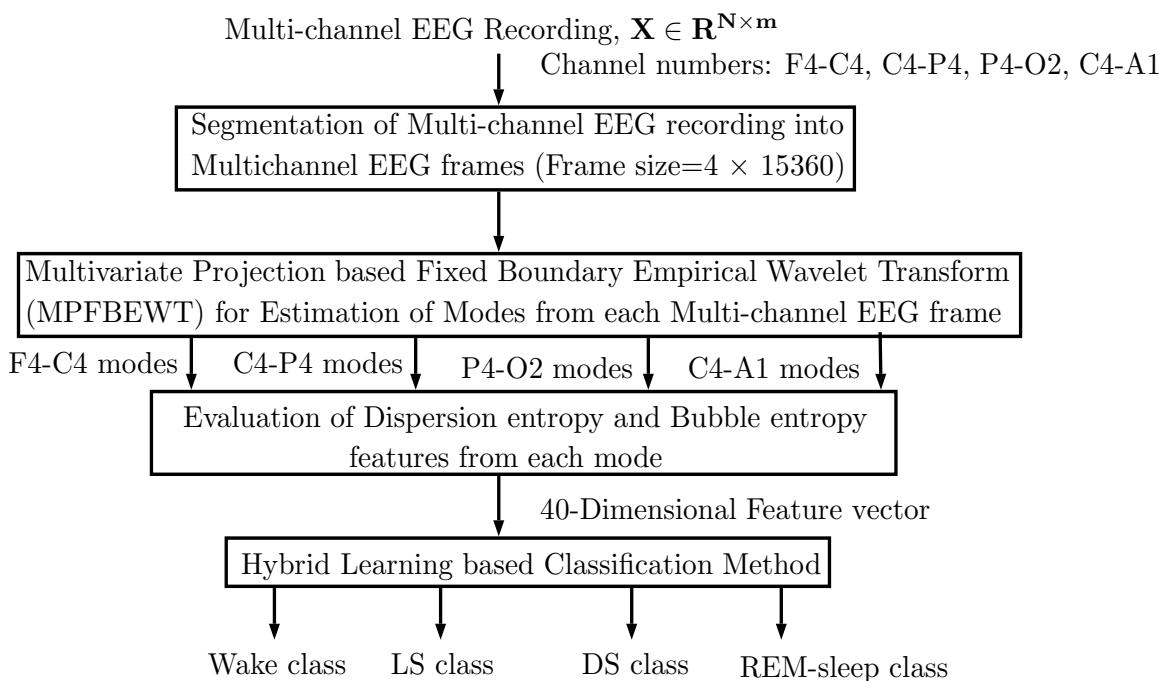 Multi-channel EEG Recording, X ∈ R^{N×m}
Channel numbers: F4-C4, C4-P4, P4-O2, C4-A1
Segmentation of Multi-channel EEG recording into
Multichannel EEG frames (Frame size=4 × 15360)
Multivariate Projection based Fixed Boundary Empirical Wavelet Transform
(MPFBEWT) for Estimation of Modes from each Multi-channel EEG frame
F4-C4 modes
C4-P4 modes
P4-O2 modes
C4-A1 modes
Evaluation of Dispersion entropy and Bubble entropy
features from each mode
40-Dimensional Feature vector
Hybrid Learning based Classification Method
Wake class
LS class
DS class
REM-sleep class